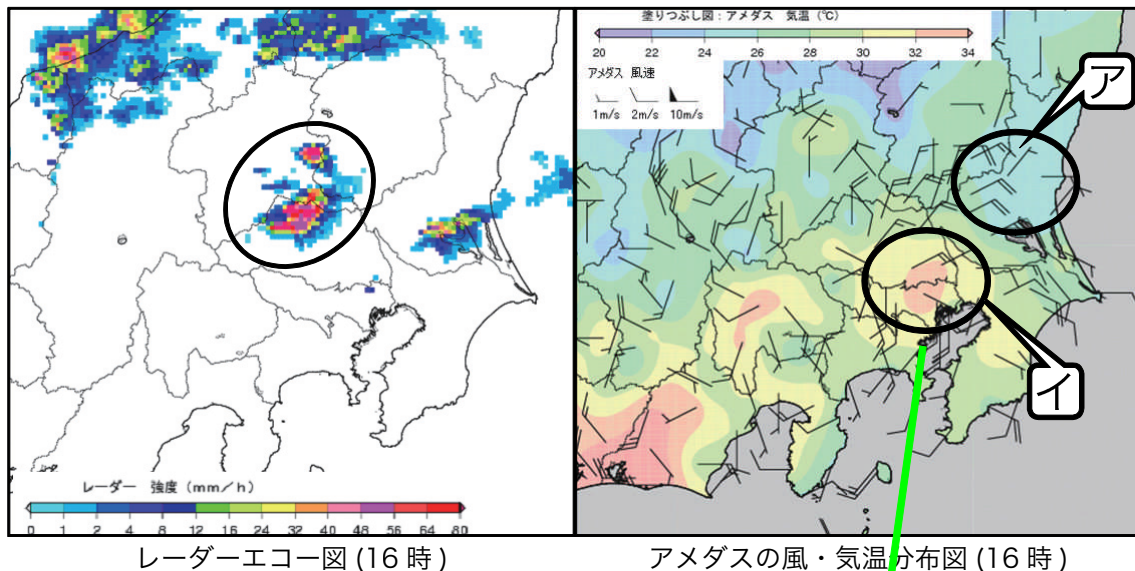 レーダー 強度 (mm/h)
0 1 2 4 8 12 16 24 32 40 48 56 64 80
レーダーエコー図 (16 時 )
塗りつぶし図：アメダス 気温 (℃)
20 22 24 26 28 30 32 34
アメダス 風速
1m/s 2m/s 10m/s
ア
イ
アメダスの風・気温分布図 (16 時 )